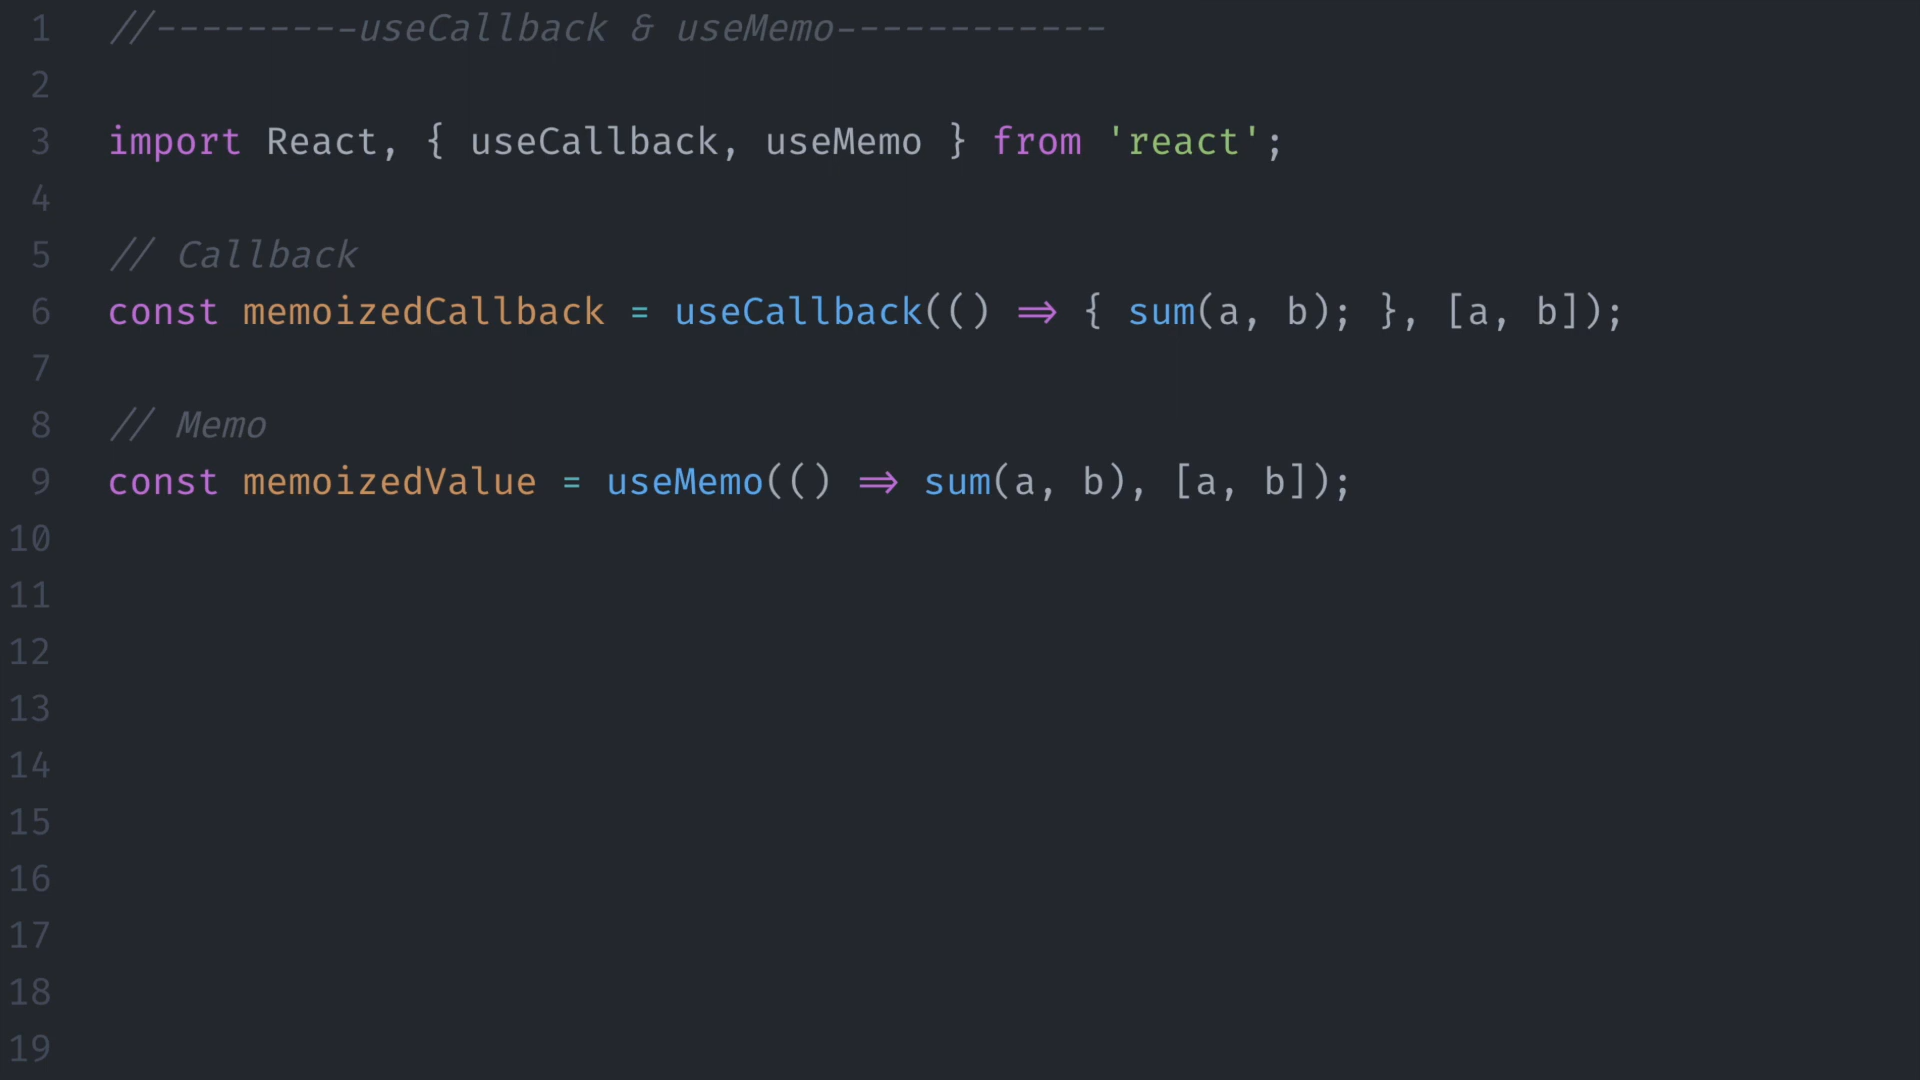 1 //---------useCallback & useMemo------------
2
3 import React, { useCallback, useMemo } from 'react';
4
5 // Callback
6 const memoizedCallback = useCallback(() => { sum(a, b); }, [a, b]);
7
8 // Memo
9 const memoizedValue = useMemo(() => sum(a, b), [a, b]);
10
11
12
13
14
15
16
17
18
19